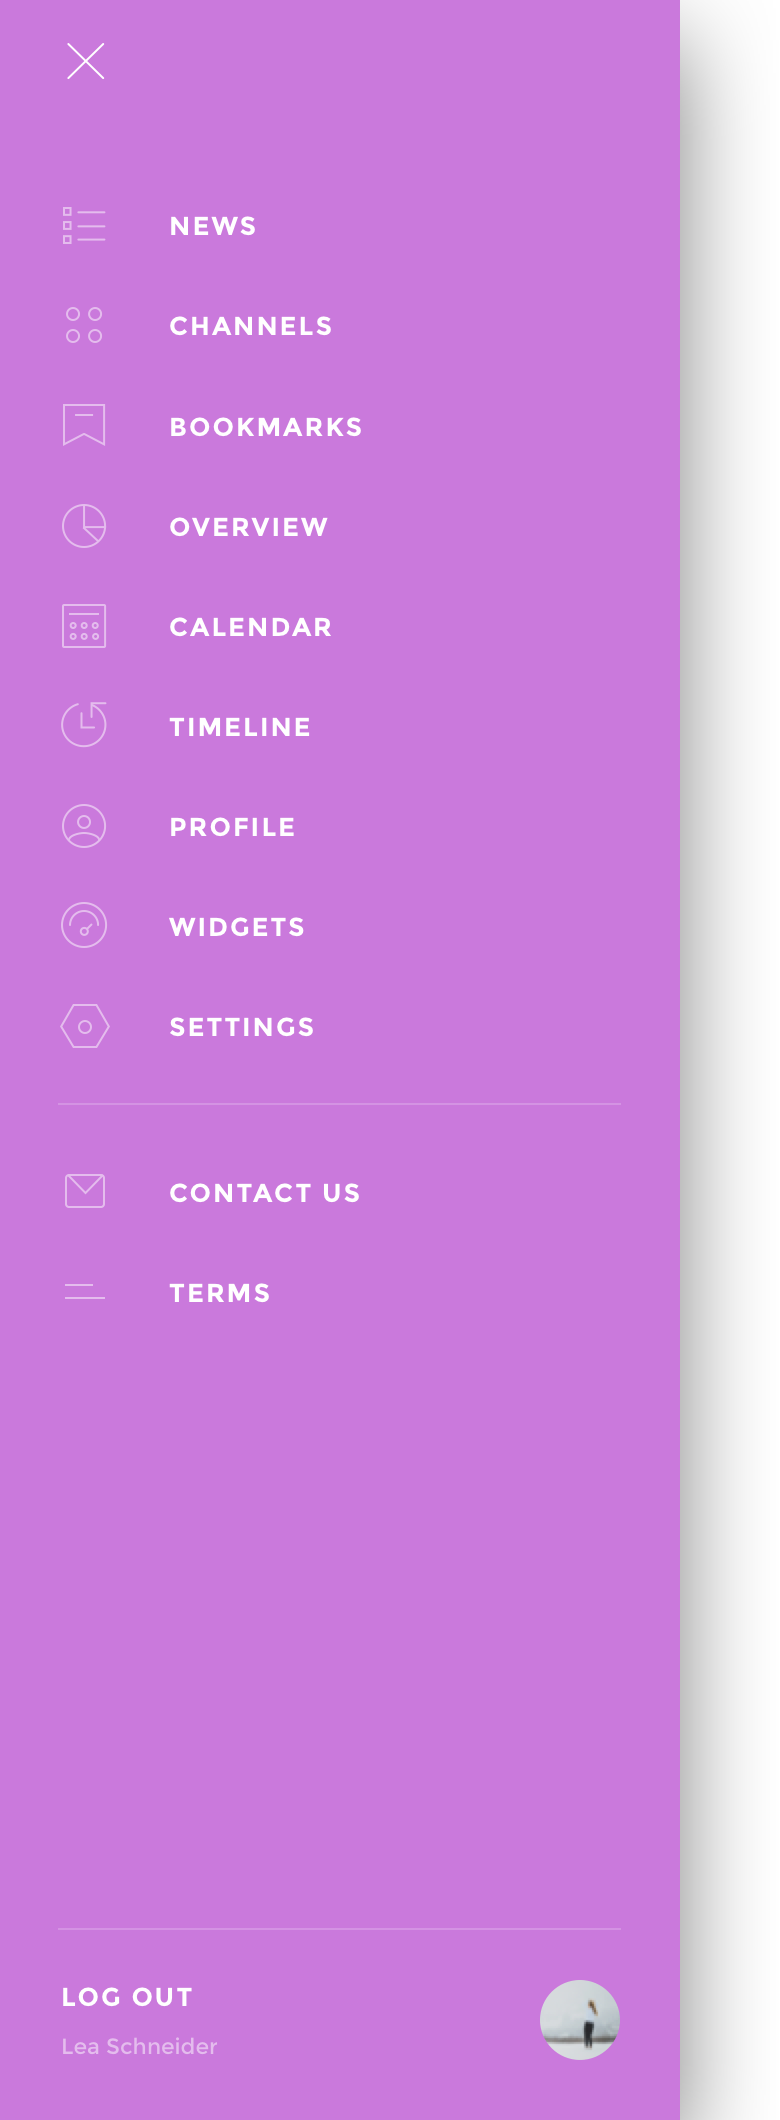 NEWS
CHANNELS
BOOKMARKS
OVERVIEW
CALENDAR
TIMELINE
PROFILE
WIDGETS
SETTINGS
CONTACT US
TERMS
LOG OUT
Lea Schneider